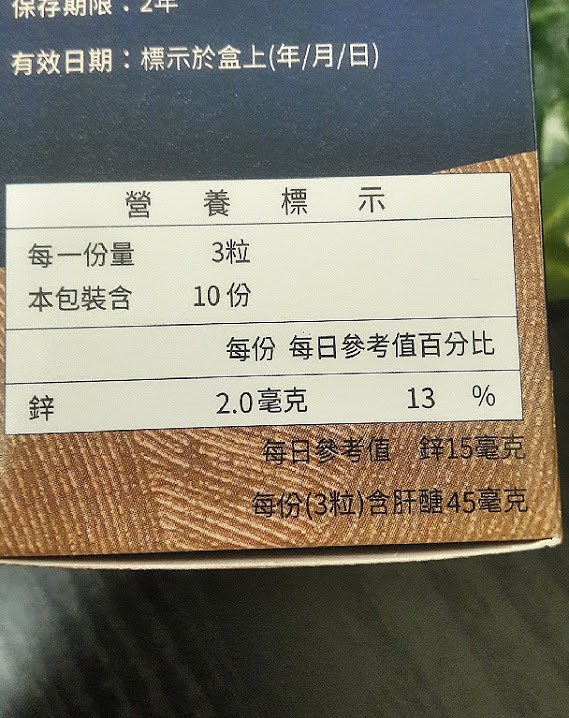 保存期限：2年
有效日期：標示於盒上(年/月/日)
營養標示
每一份量 3粒
本包裝含 10份
每份 每日參考值百分比
鋅 2.0毫克 13 %
每日參考值 鋅15毫克
每份(3粒)含肝醣45毫克